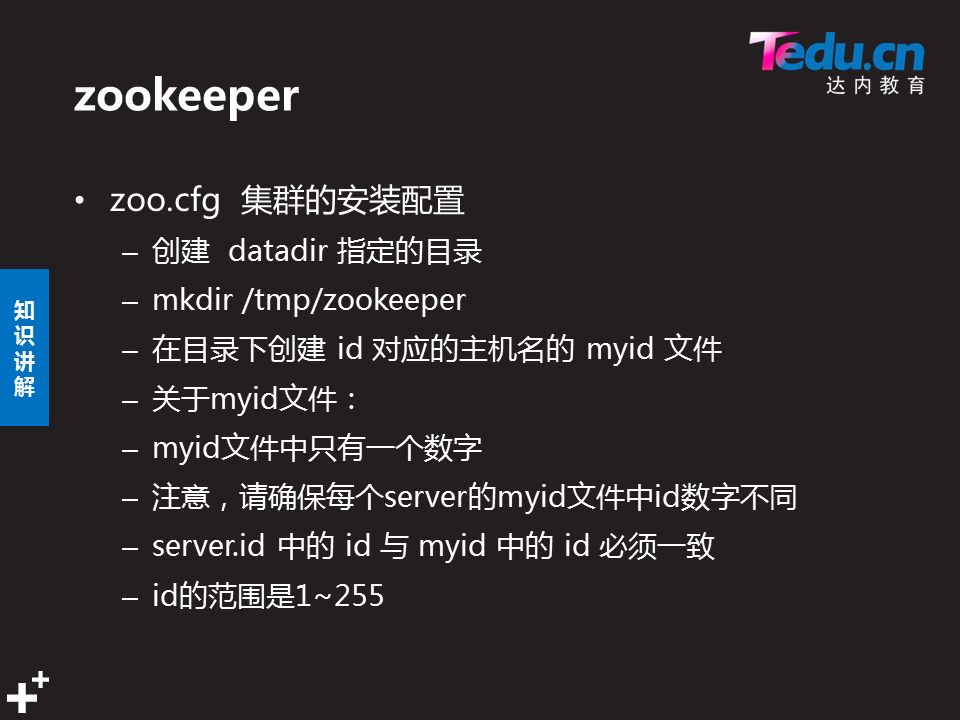 Tedu.cn
达内教育
zookeeper
• zoo.cfg 集群的安装配置
– 创建 datadir 指定的目录
– mkdir /tmp/zookeeper
– 在目录下创建 id 对应的主机名的 myid 文件
– 关于myid文件：
– myid文件中只有一个数字
– 注意，请确保每个server的myid文件中id数字不同
– server.id 中的 id 与 myid 中的 id 必须一致
– id的范围是1~255
知识讲解